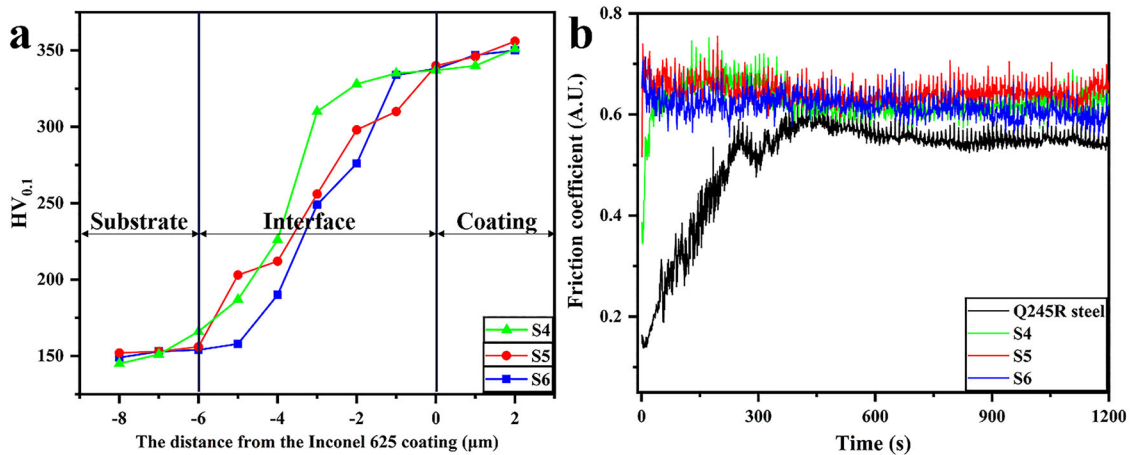 a
HV0.1
350
300
250
200
150
Substrate
Interface
Coating
S4
S5
S6
-8 -6 -4 -2 0 2
The distance from the Inconel 625 coating (μm)
b
Friction coefficient (A.U.)
0.8
0.6
0.4
0.2
Q245R steel
S4
S5
S6
0 300 600 900 1200
Time (s)